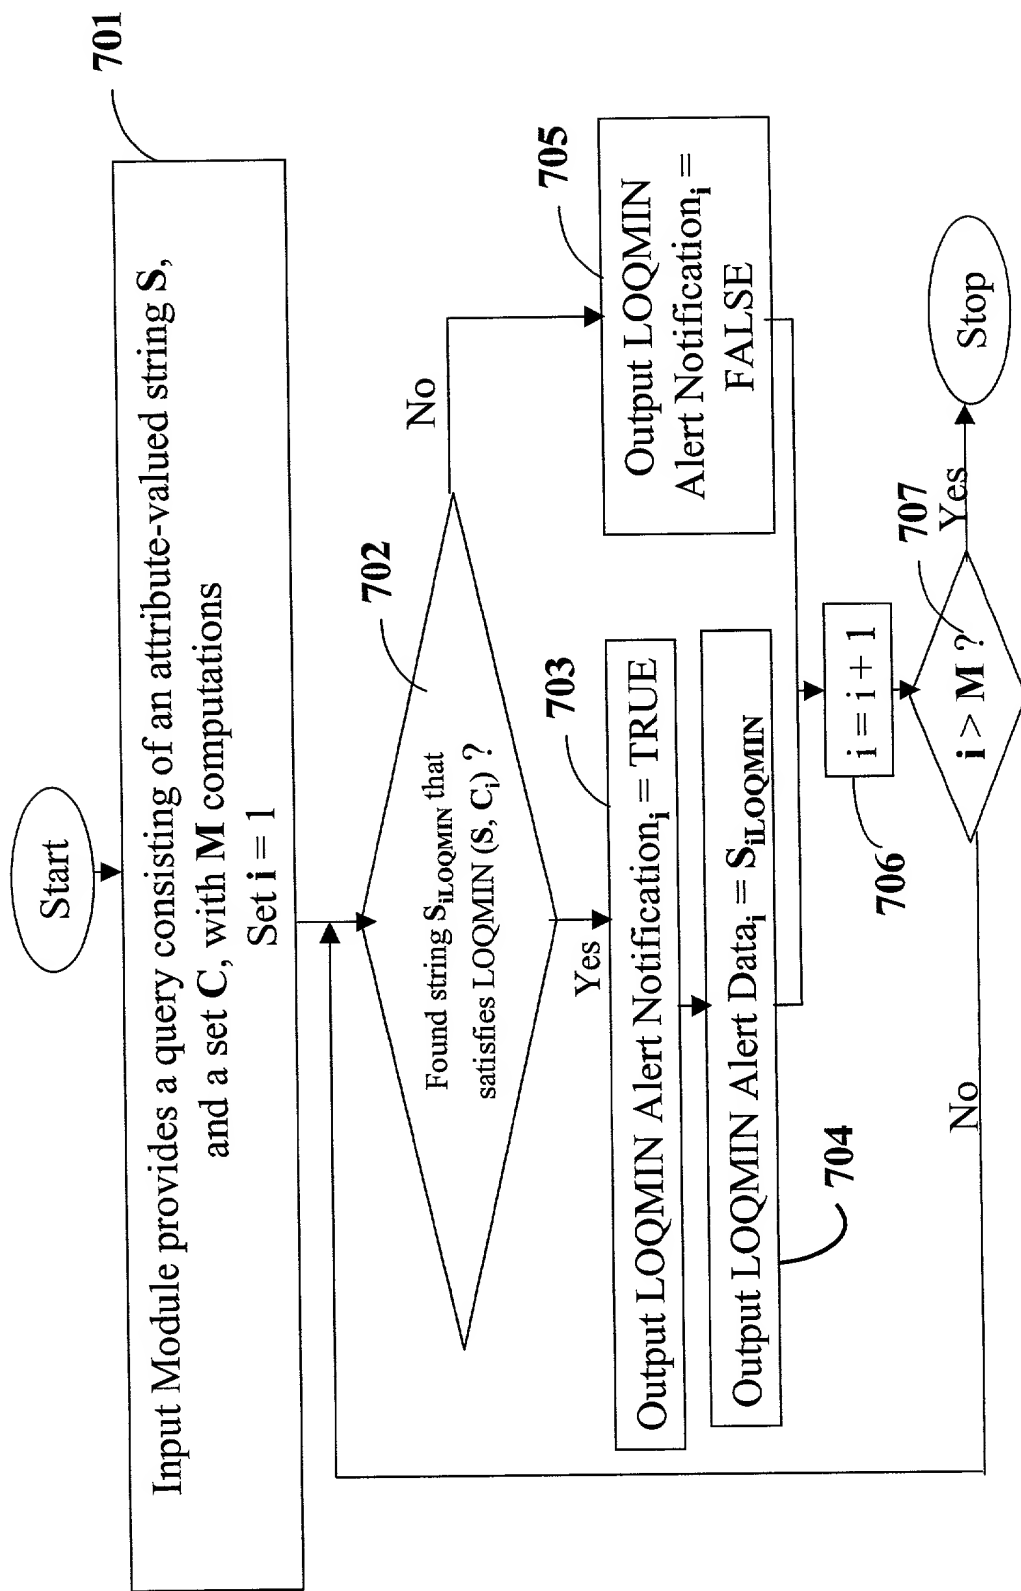 Start
701
Input Module provides a query consisting of an attribute-valued string S,
and a set C, with M computations
Set i = 1
702
Found string SiLOQMIN that
satisfies LOQMIN (S, Ci) ?
No
Yes
703
Output LOQMIN Alert Notificationi = TRUE
705
Output LOQMIN
Alert Notificationi =
FALSE
Output LOQMIN Alert Datai = SiLOQMIN
704
706
i = i + 1
707
i > M ?
Yes
Stop
No